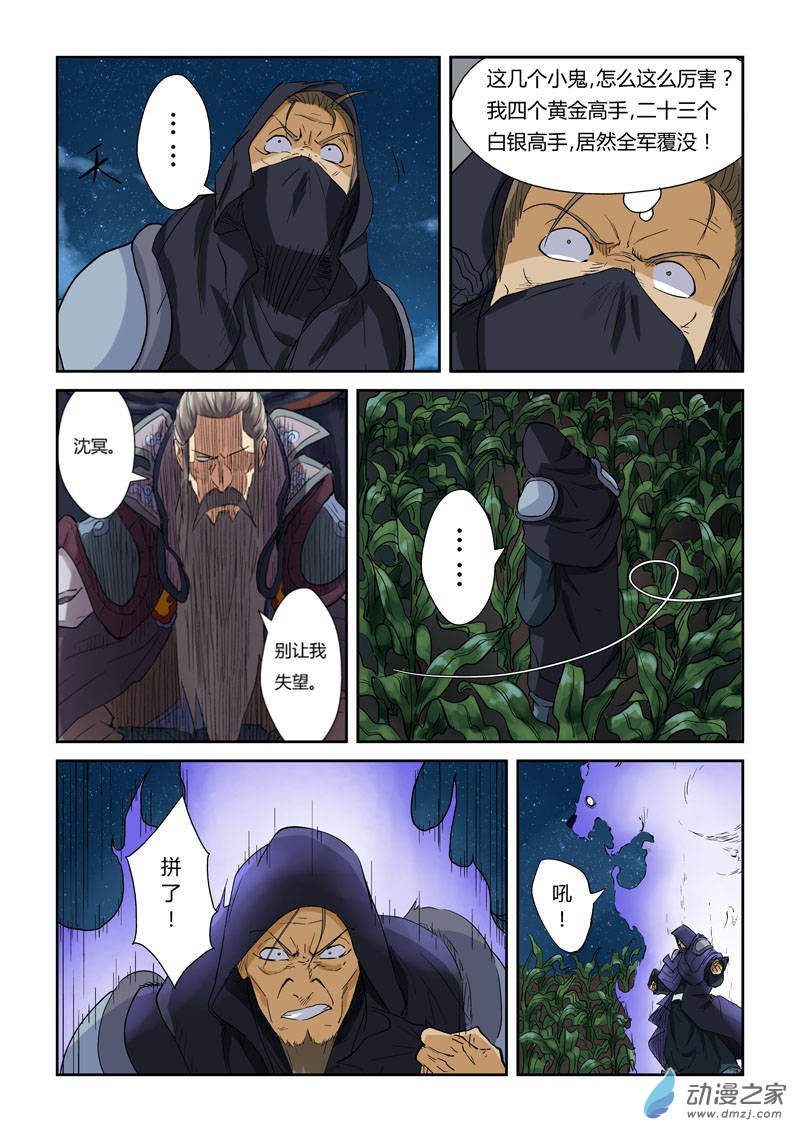 ……
这几个小鬼，怎么这么厉害？
我四个黄金高手，二十三个
白银高手，居然全军覆没！
沈冥。
别让我
失望。
……
拼
了
！
吼
！
动漫之家
www.dmzj.com